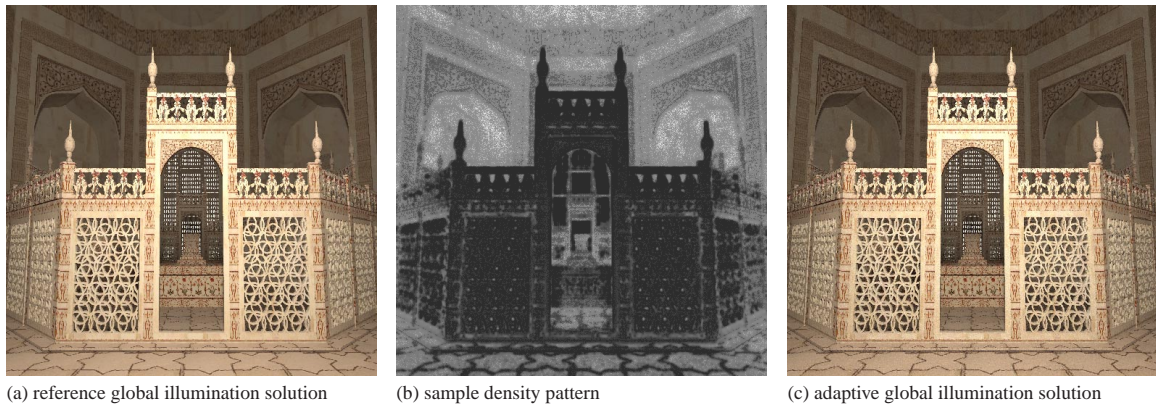 (a) reference global illumination solution
(b) sample density pattern
(c) adaptive global illumination solution